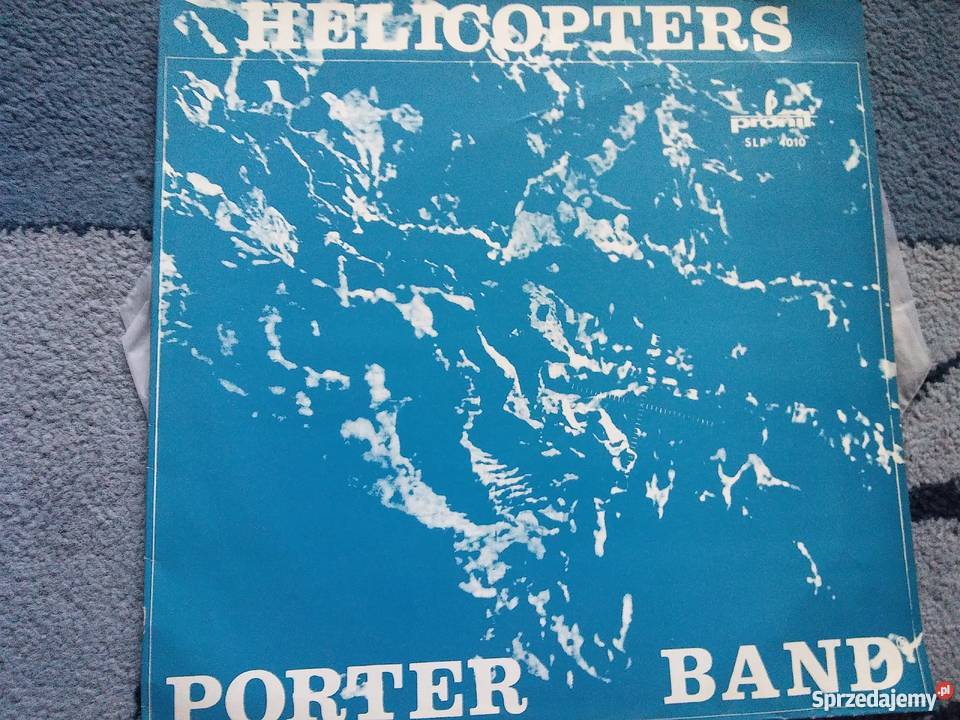 HELICOPTERS
pronit
SLP 4010
PORTER BAND
Sprzedajemy.pl